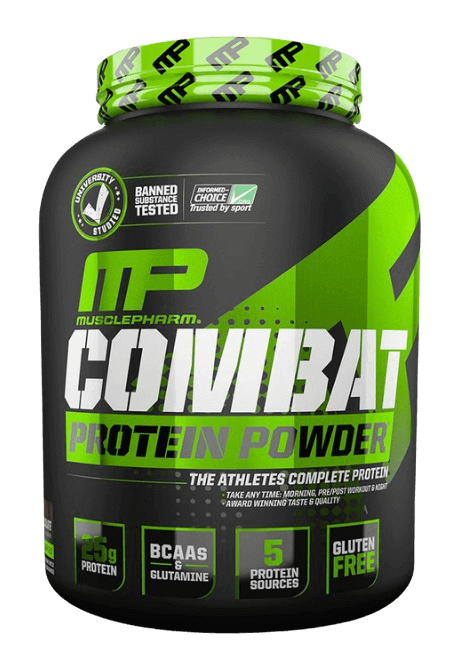 MP
UNIVERSITY
STUDIED
BANNED
SUBSTANCE
TESTED
INFORMED-
CHOICE
Trusted by sport
MP
MUSCLEPHARM®
COMBAT
PROTEIN POWDER
THE ATHLETES COMPLETE PROTEIN
· TAKE ANY TIME: MORNING, PRE/POST WORKOUT & NIGHT
· AWARD WINNING TASTE & QUALITY
25g
PROTEIN
BCAAs
&
GLUTAMINE
5
PROTEIN
SOURCES
GLUTEN
FREE